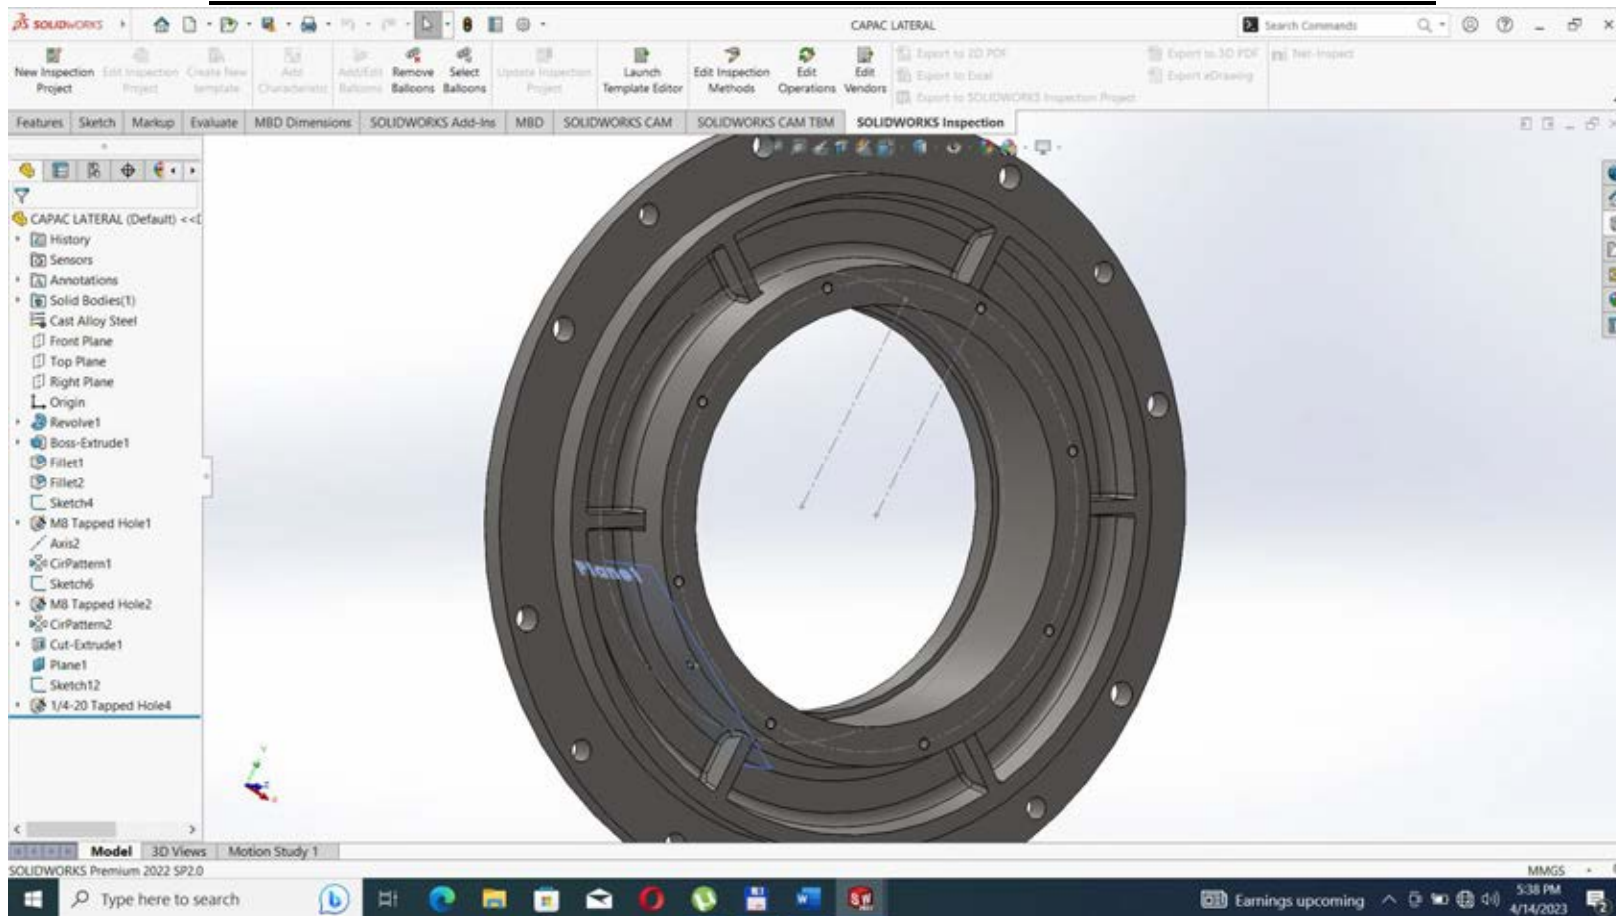 SOLIDWORKS
CAPAC LATERAL
Search Commands
New Inspection Project
Edit Inspection Project
Create New template
Add Characteristic
Add/Edit Balloons
Remove Balloons
Select Balloons
Update Inspection Project
Launch Template Editor
Edit Inspection Methods
Edit Operations
Edit Vendors
Export to 2D PDF
Export to Excel
Export to SOLIDWORKS Inspection Project
Export to 3D PDF
Export eDrawing
Net-Inspect
Features Sketch Markup Evaluate MBD Dimensions SOLIDWORKS Add-Ins MBD SOLIDWORKS CAM SOLIDWORKS CAM TBM SOLIDWORKS Inspection
CAPAC LATERAL (Default) <<D
History
Sensors
Annotations
Solid Bodies(1)
Cast Alloy Steel
Front Plane
Top Plane
Right Plane
Origin
Revolve1
Boss-Extrude1
Fillet1
Fillet2
Sketch4
M8 Tapped Hole1
Axis2
CirPattern1
Sketch6
M8 Tapped Hole2
CirPattern2
Cut-Extrude1
Plane1
Sketch12
1/4-20 Tapped Hole4
Plane1
Model 3D Views Motion Study 1
SOLIDWORKS Premium 2022 SP2.0
MMGS
Type here to search
Earnings upcoming
5:38 PM
4/14/2023